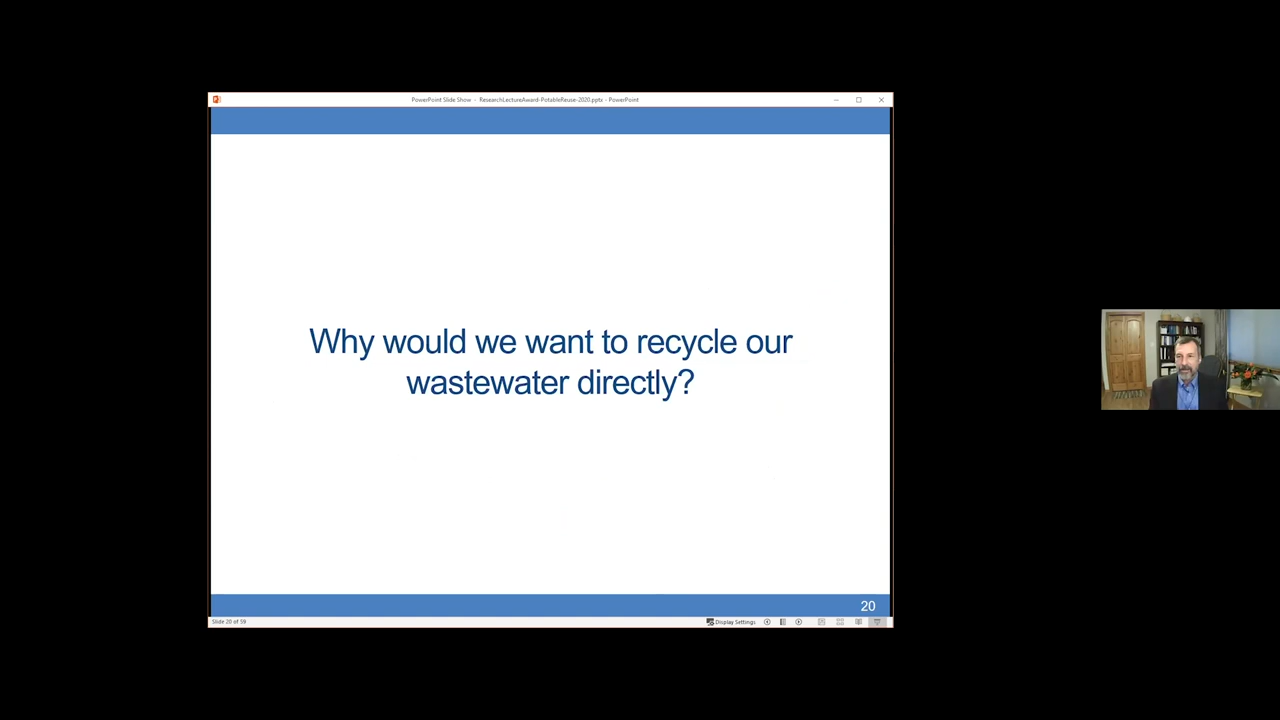 PowerPoint Slide Show - ResearchLectureAward-PotableReuse-2020.pptx - PowerPoint
Why would we want to recycle our
wastewater directly?
20
Slide 20 of 59
Display Settings